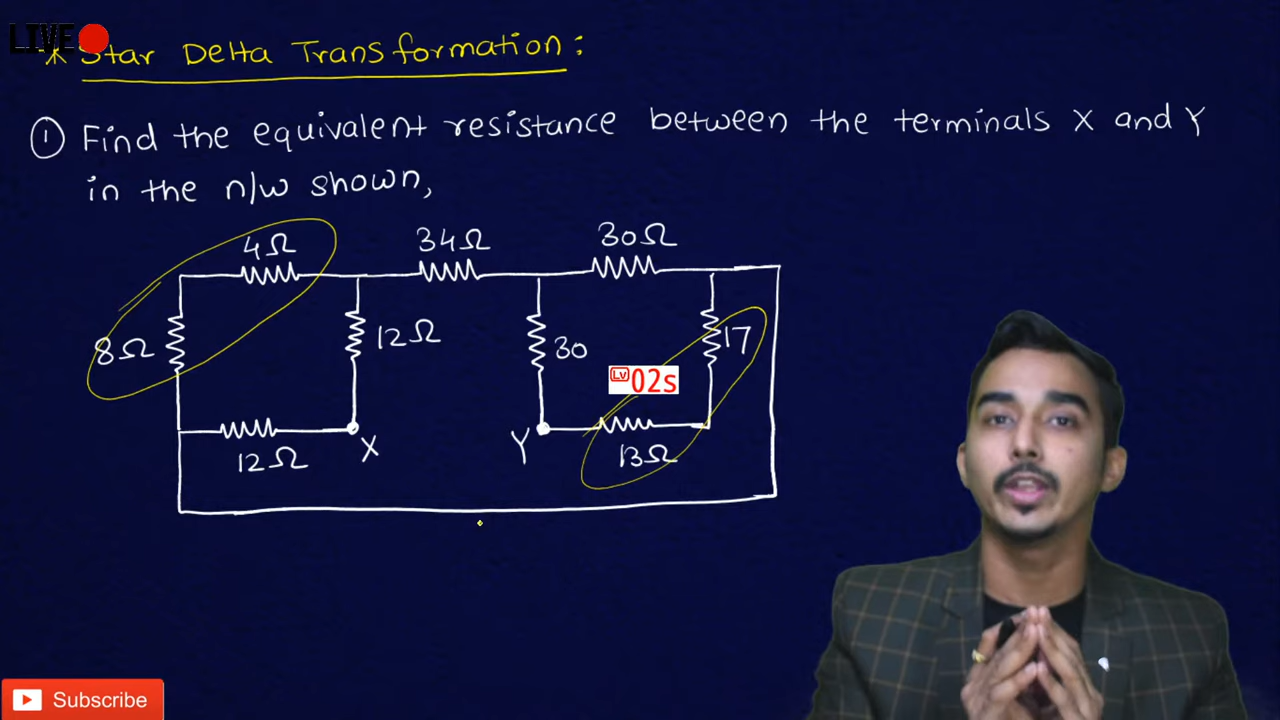 LIVE
* Star Delta Transformation :
① Find the equivalent resistance between the terminals X and Y
in the n/w shown,
4Ω 34Ω 30Ω
8Ω 12Ω 30 17
Lv 02s
12Ω X Y 13Ω
Subscribe